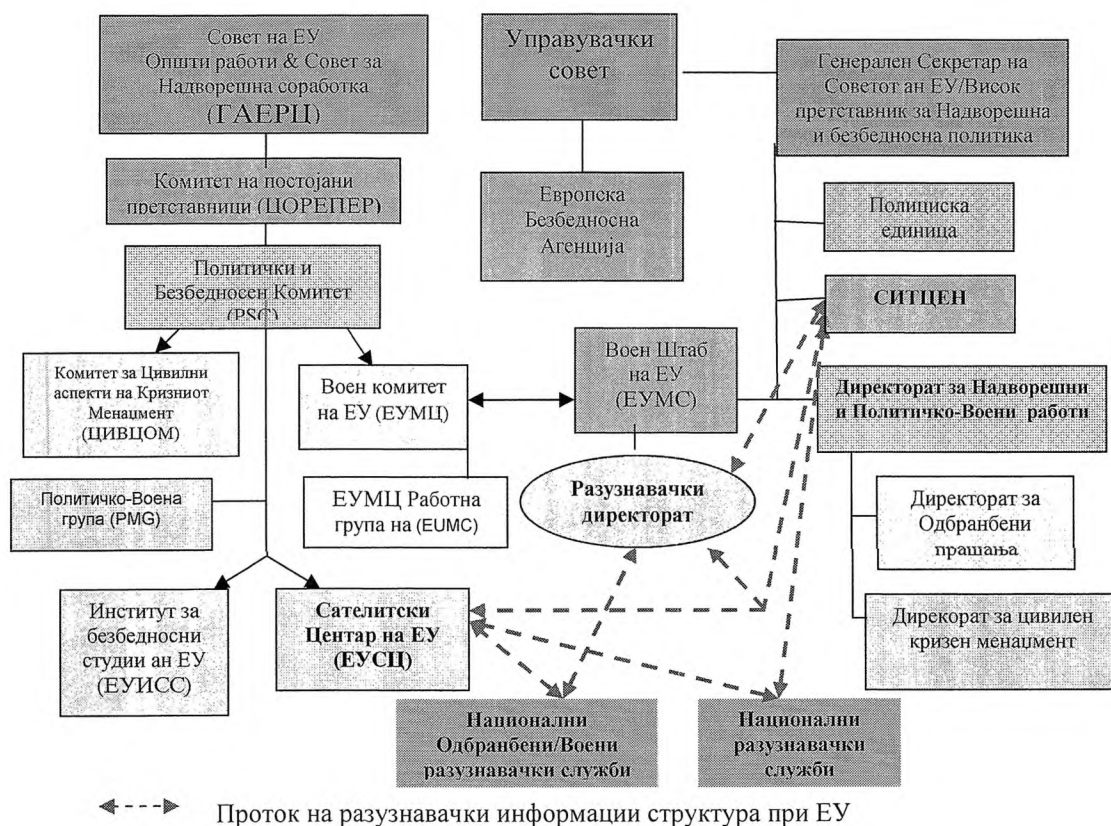 Совет на ЕУ
Општи работи & Совет за
Надворешна соработка
(ГАЕРЦ)
Управувачки
совет
Генерален Секретар на
Советот ан ЕУ/Висок
претставник за Надворешна
и безбедносна политика
Комитет на постојани
претставници (ЦОРЕПЕР)
Европска
Безбедносна
Агенција
Полициска
единица
Политички и
Безбедносен Комитет
(PSC)
СИТЦЕН
Комитет за Цивилни
аспекти на Кризниот
Менаџмент
(ЦИВЦОМ)
Воен комитет
на ЕУ (ЕУМЦ)
Воен Штаб
на ЕУ
(ЕУМС)
Директорат за Надворешни
и Политичко-Воени работи
Политичко-Воена
група (PMG)
ЕУМЦ Работна
група на (EUMC)
Разузнавачки
директорат
Директорат за
Одбранбени
прашања
Институт за
безбедносни
студии ан ЕУ
(ЕУИСС)
Сателитски
Центар на ЕУ
(ЕУСЦ)
Дирекорат за цивилен
кризен менаџмент
Национални
Одбранбени/Воени
разузнавачки служби
Национални
разузнавачки
служби
Проток на разузнавачки информации структура при ЕУ